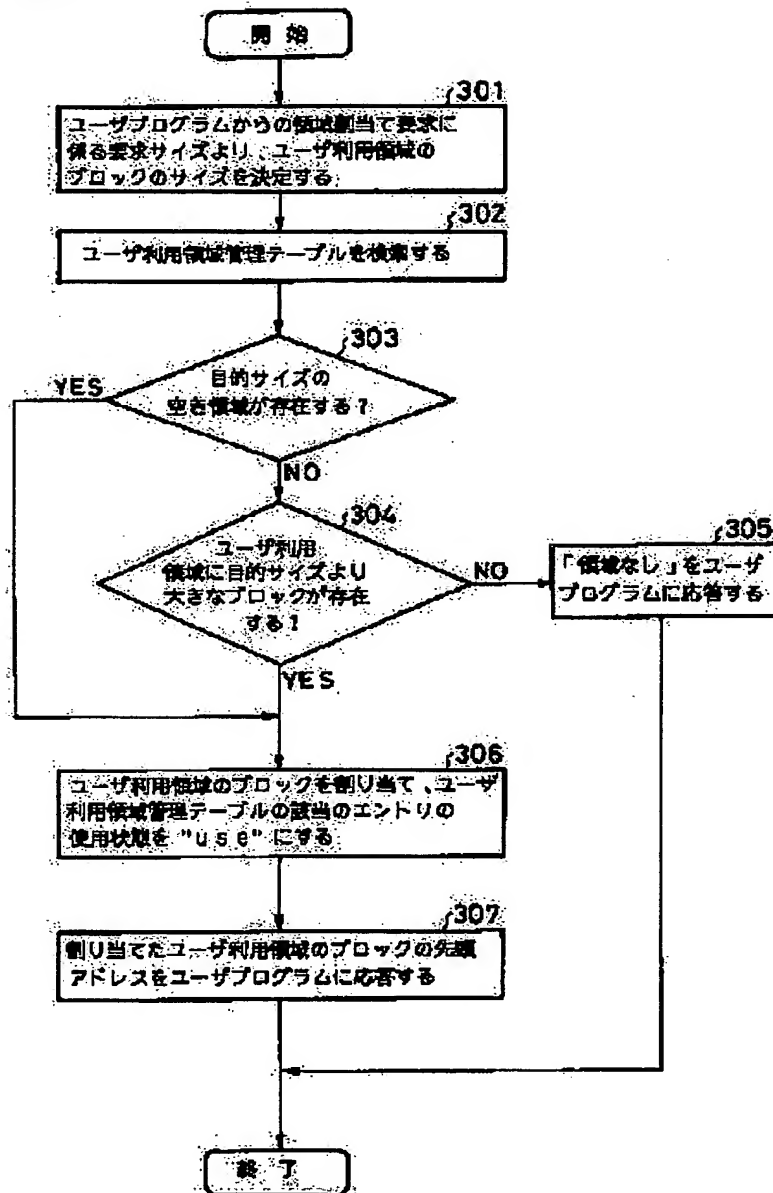 開始
301
ユーザプログラムからの領域割当て要求に
係る要求サイズより、ユーザ利用領域の
ブロックのサイズを決定する
302
ユーザ利用領域管理テーブルを検索する
303
目的サイズの
空き領域が存在する?
YES
NO
304
ユーザ利用
領域に目的サイズより
大きなブロックが存在
する?
NO
YES
305
「領域なし」をユーザ
プログラムに応答する
306
ユーザ利用領域のブロックを割り当て、ユーザ
利用領域管理テーブルの該当のエントリの
使用状態を"use"にする
307
割り当てたユーザ利用領域のブロックの先頭
アドレスをユーザプログラムに応答する
終了